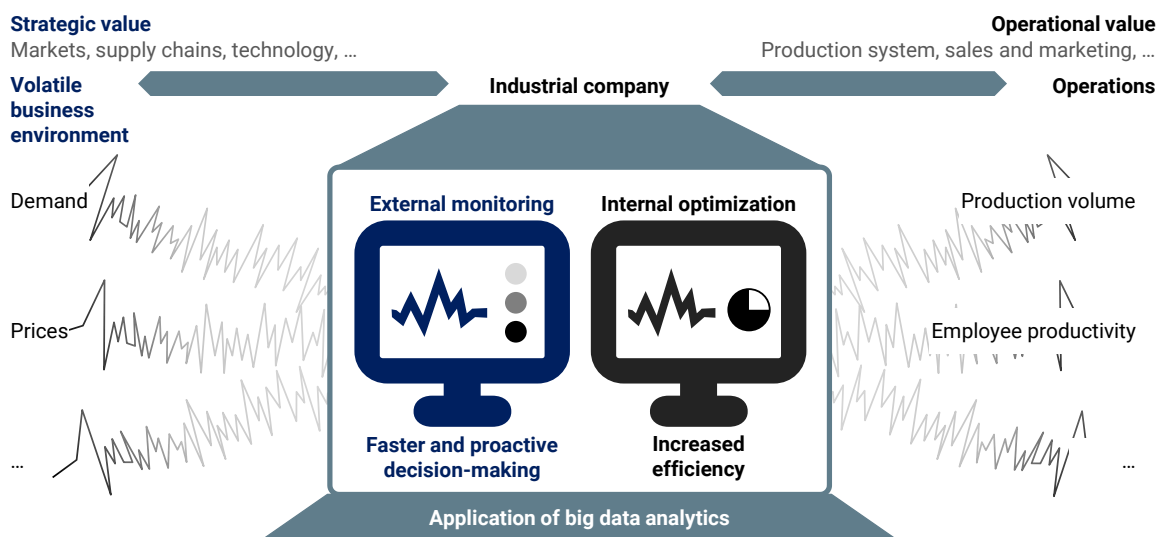 Strategic value
Markets, supply chains, technology, …
Operational value
Production system, sales and marketing, …
Volatile
business
environment
Industrial company
Operations
Demand
Prices
…
External monitoring
Faster and proactive
decision-making
Internal optimization
Increased
efficiency
Production volume
Employee productivity
…
Application of big data analytics